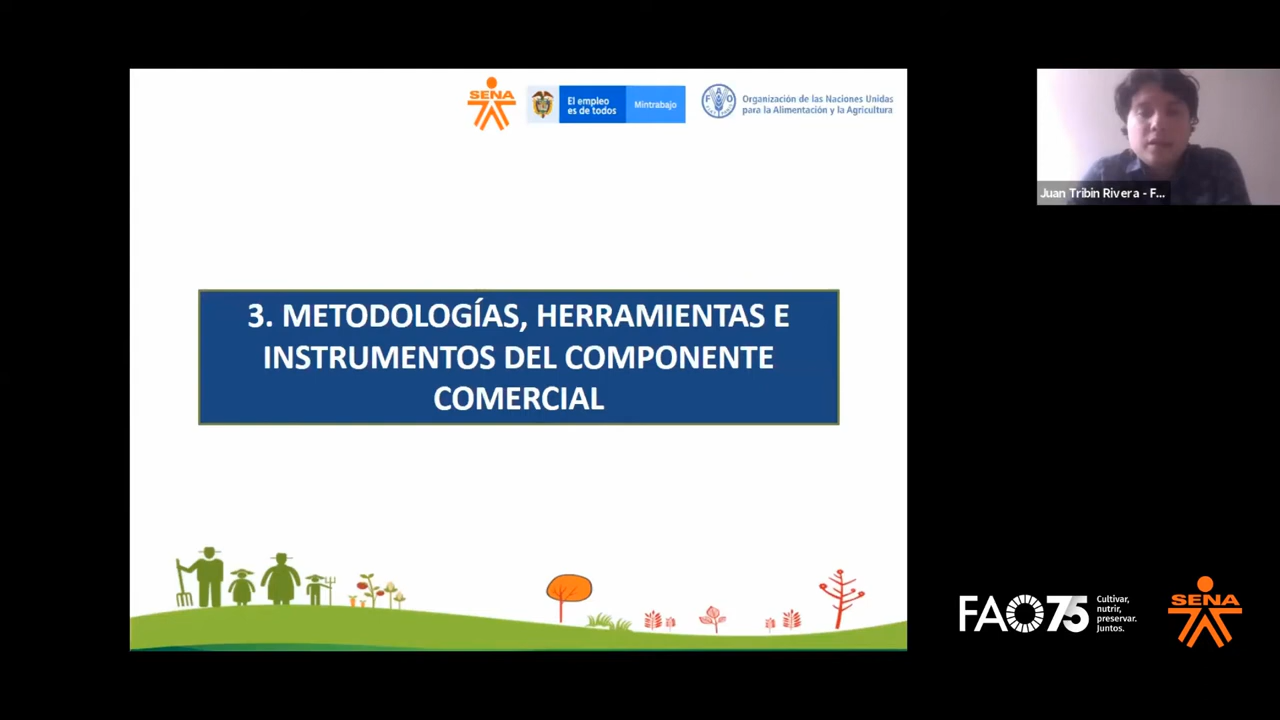 SENA
El empleo
es de todos
Mintrabajo
FAO
Organización de las Naciones Unidas
para la Alimentación y la Agricultura
Juan Tribin Rivera - F...
3. METODOLOGÍAS, HERRAMIENTAS E
INSTRUMENTOS DEL COMPONENTE
COMERCIAL
FAO75
Cultivar,
nutrir,
preservar.
Juntos.
SENA